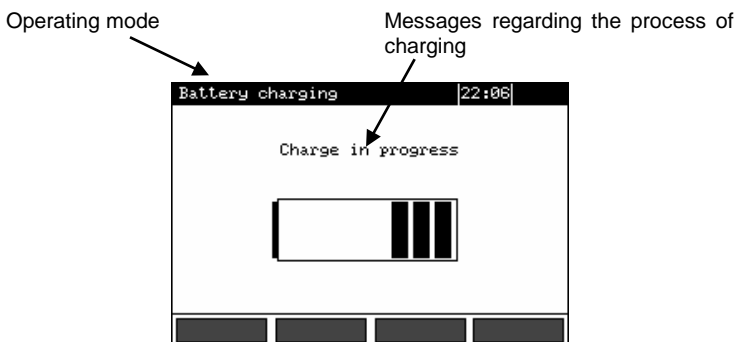 Operating mode
Messages regarding the process of
charging
Battery charging 22:06
Charge in progress